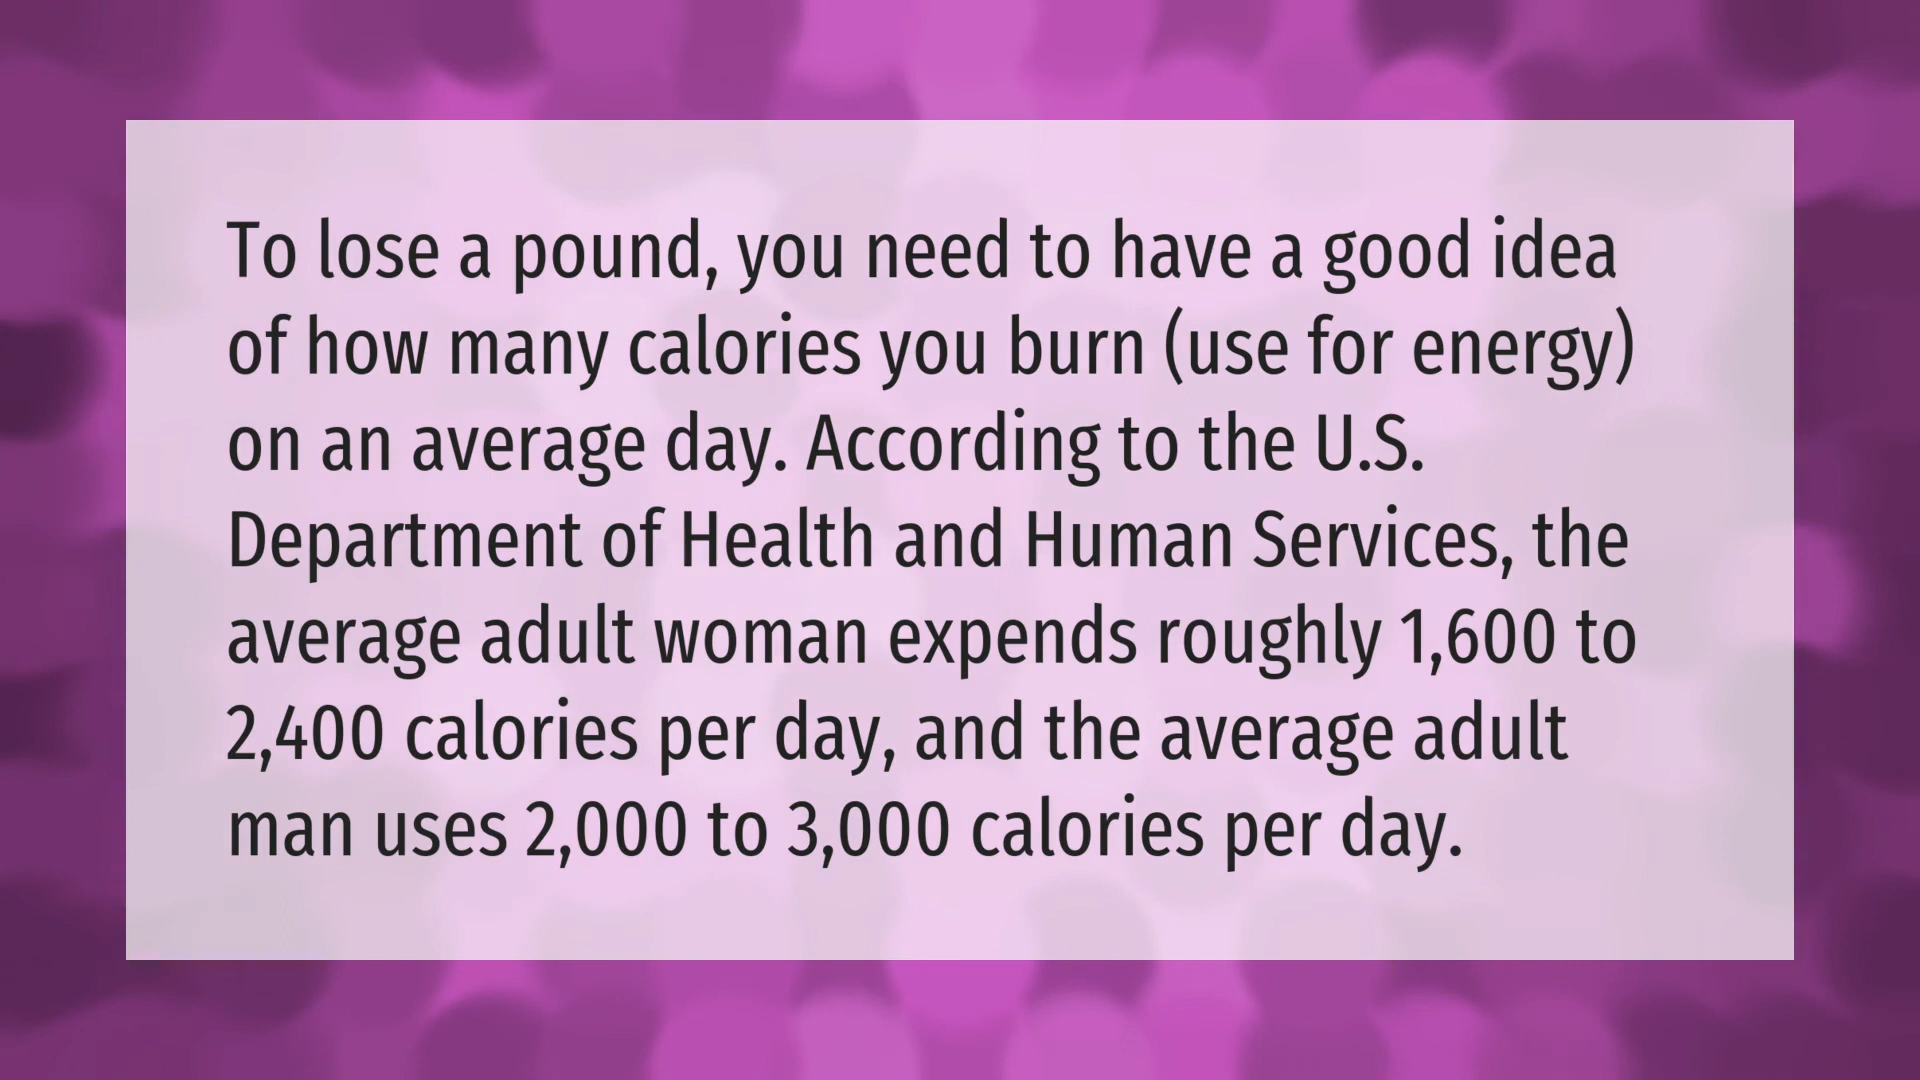 To lose a pound, you need to have a good idea
of how many calories you burn (use for energy)
on an average day. According to the U.S.
Department of Health and Human Services, the
average adult woman expends roughly 1,600 to
2,400 calories per day, and the average adult
man uses 2,000 to 3,000 calories per day.